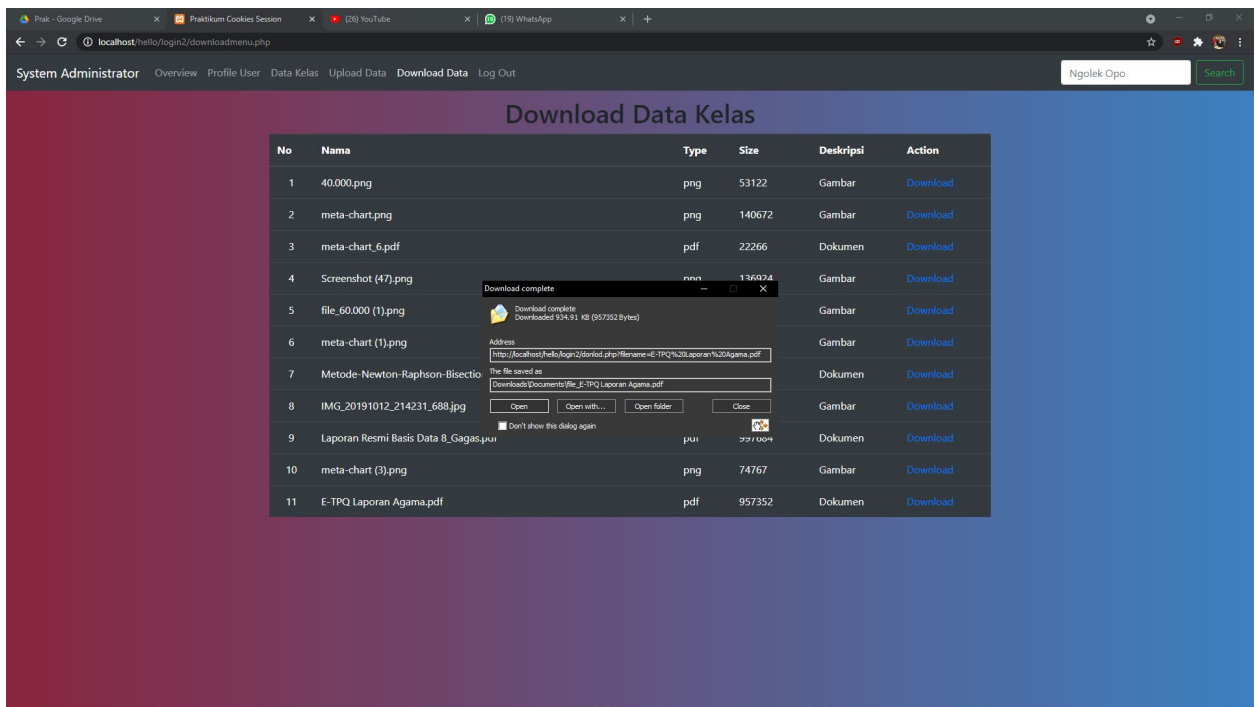 Prak - Google Drive
Praktikum Cookies Session
(26) YouTube
(19) WhatsApp
localhost/hello/login2/downloadmenu.php
System Administrator Overview Profile User Data Kelas Upload Data Download Data Log Out Ngolek Opo Search
Download Data Kelas
No Nama Type Size Deskripsi Action
1 40.000.png png 53122 Gambar Download
2 meta-chart.png png 140672 Gambar Download
3 meta-chart_6.pdf pdf 22266 Dokumen Download
4 Screenshot (47).png png 136924 Gambar Download
5 file_60.000 (1).png Gambar Download
6 meta-chart (1).png Gambar Download
7 Metode-Newton-Raphson-Bisectio Dokumen Download
8 IMG_20191012_214231_688.jpg Gambar Download
9 Laporan Resmi Basis Data 8_Gagas.pdf pdf 997684 Dokumen Download
10 meta-chart (3).png png 74767 Gambar Download
11 E-TPQ Laporan Agama.pdf pdf 957352 Dokumen Download
Download complete
Download complete
Downloaded 934.91 KB (957352 Bytes)
Address
http://localhost/hello/login2/donlod.php?filename=E-TPQ%20Laporan%20Agama.pdf
The file saved as
Downloads\Documents\file_E-TPQ Laporan Agama.pdf
Open Open with... Open folder Close
Don't show this dialog again